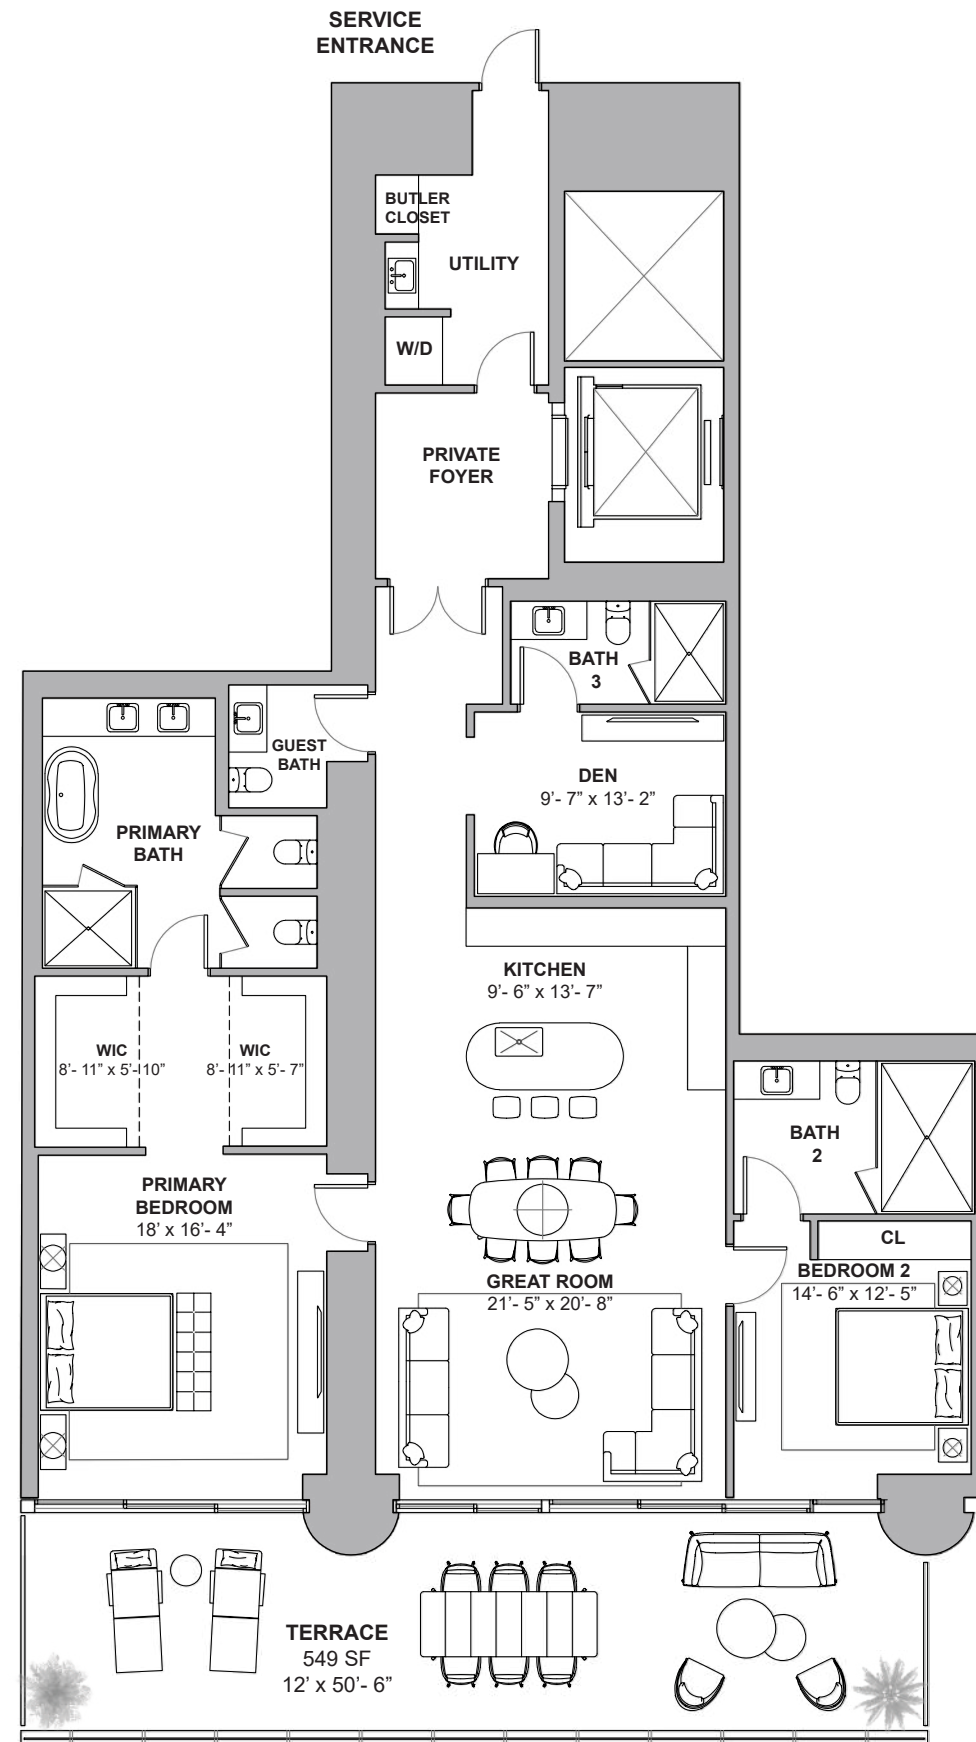 SERVICE
ENTRANCE
BUTLER
CLOSET
UTILITY
W/D
PRIVATE
FOYER
BATH
3
GUEST
BATH
DEN
9'- 7” x 13'- 2”
PRIMARY
BATH
KITCHEN
9'- 6” x 13'- 7”
WIC
8'- 11” x 5'- 10”
WIC
8'- 11” x 5'- 7”
BATH
2
PRIMARY
BEDROOM
18' x 16'- 4”
CL
BEDROOM 2
14'- 6” x 12'- 5”
GREAT ROOM
21'- 5” x 20'- 8”
TERRACE
549 SF
12' x 50'- 6”